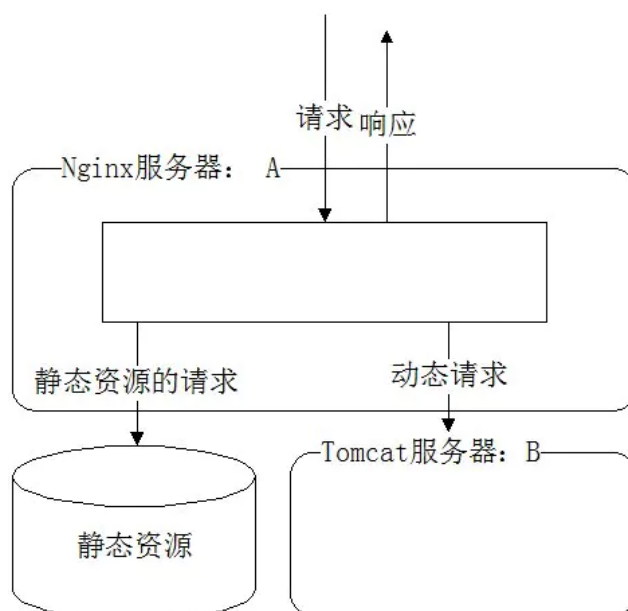 请求
响应
Nginx服务器： A
静态资源的请求
动态请求
Tomcat服务器：B
静态资源